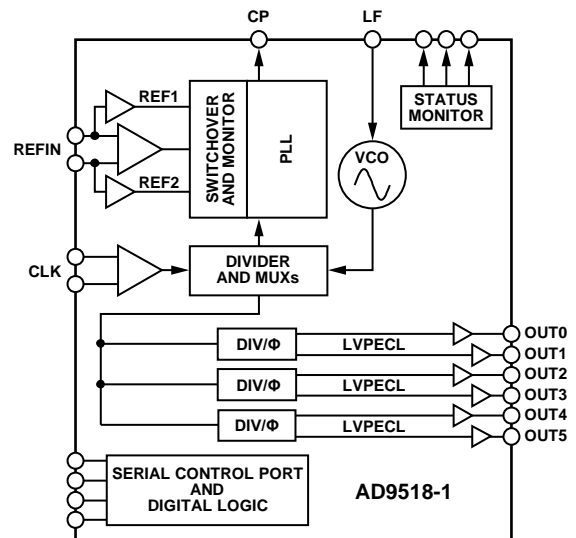 CP
LF
REF1
REFIN
REF2
SWITCHOVER
AND MONITOR
PLL
STATUS
MONITOR
VCO
CLK
DIVIDER
AND MUXs
DIV/Φ
LVPECL
OUT0
OUT1
DIV/Φ
LVPECL
OUT2
OUT3
DIV/Φ
LVPECL
OUT4
OUT5
SERIAL CONTROL PORT
AND
DIGITAL LOGIC
AD9518-1